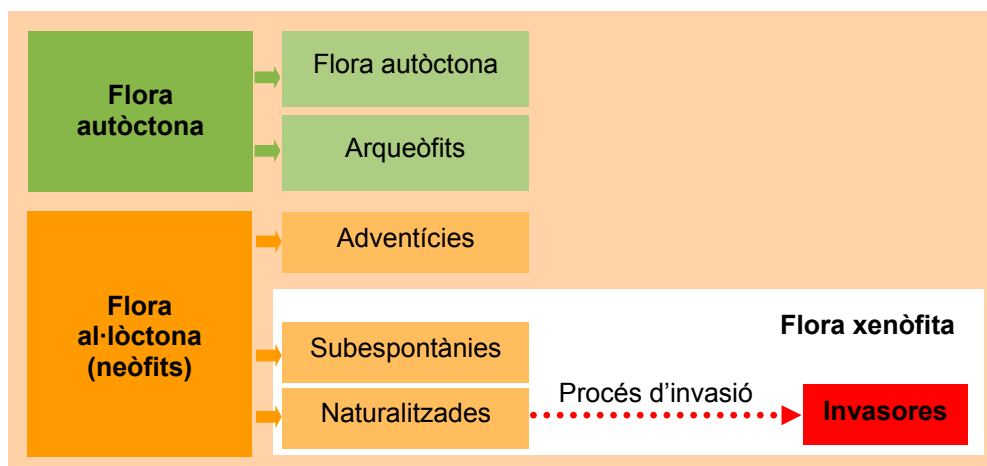 Flora
autòctona
Flora autòctona
Arqueòfits
Flora
al·lòctona
(neòfits)
Adventícies
Subespontànies
Naturalitzades
Flora xenòfita
Procés d’invasió
Invasores